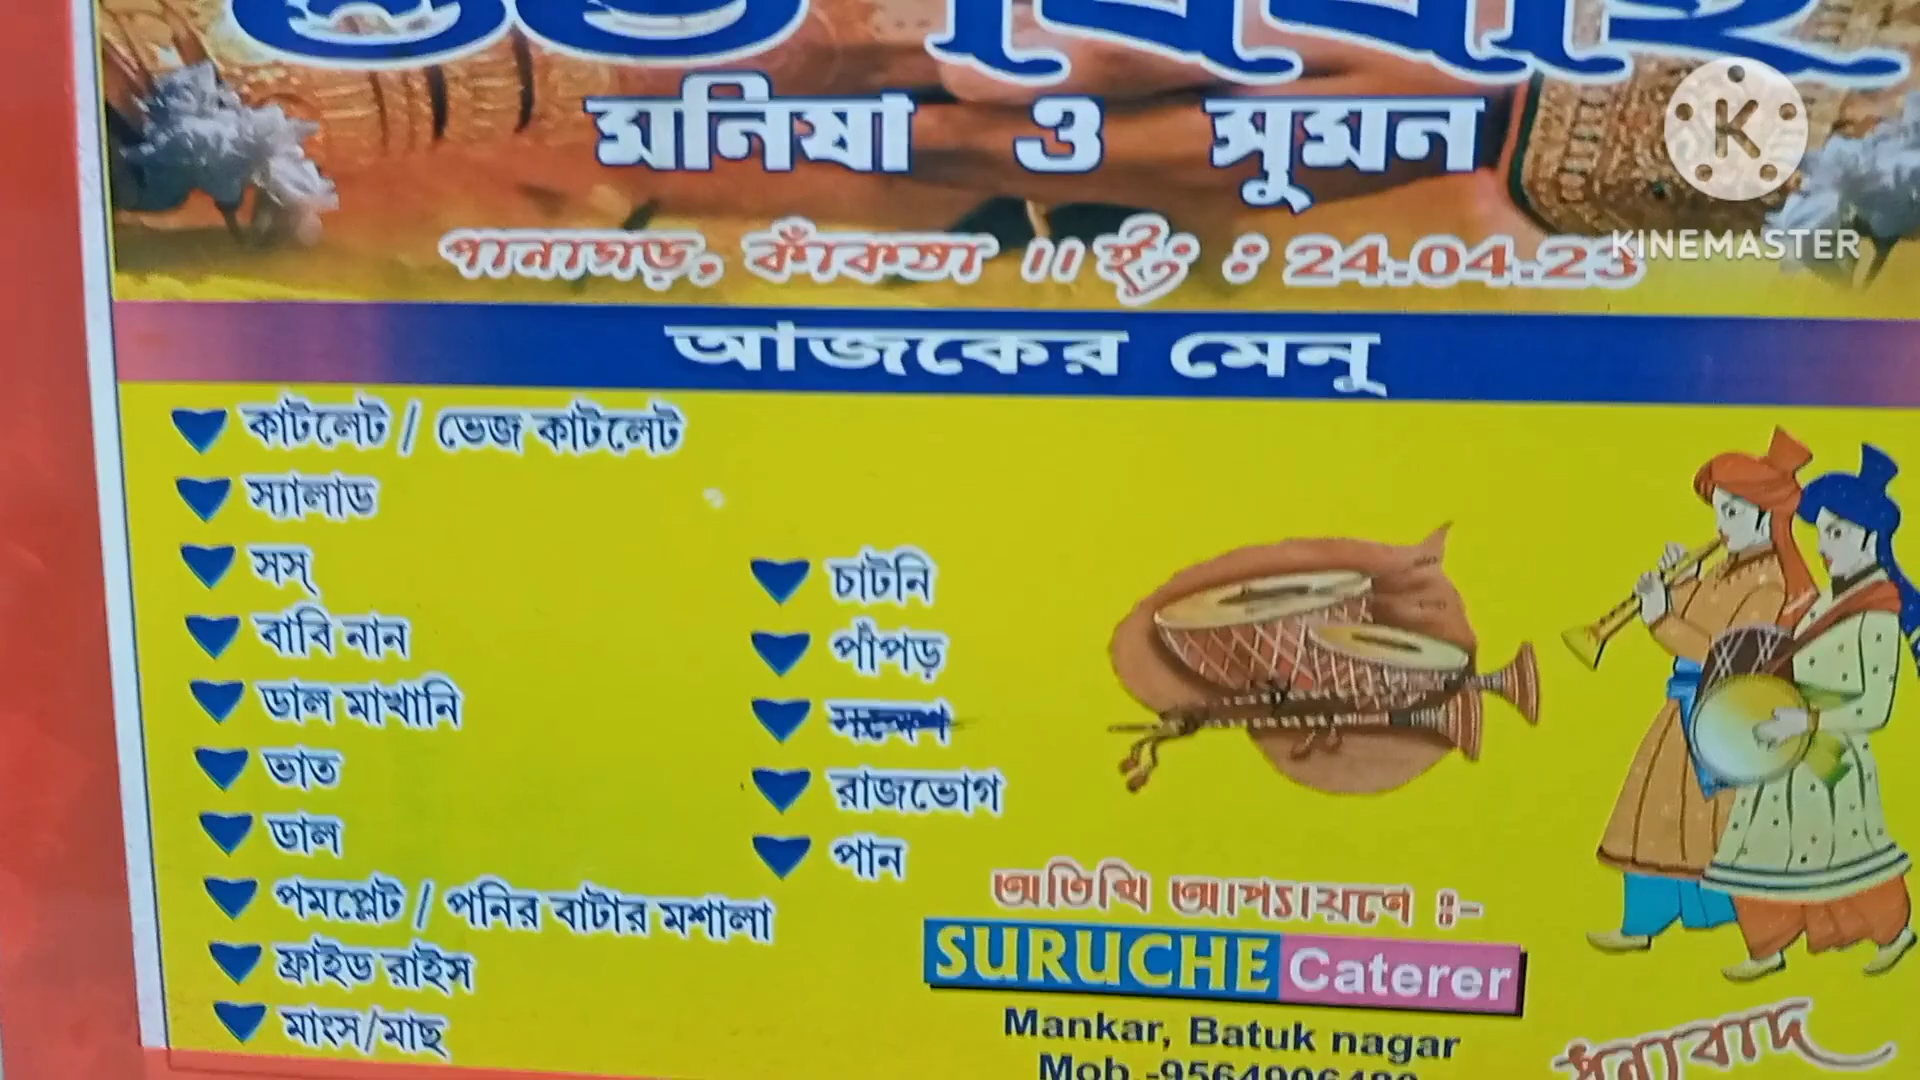 শুভ বিবাহ
মনিষা ও সুমন
পানাগড়, কাঁকসা ।। ইং : 24.04.23
KINEMASTER
আজকের মেনু
কাটলেট / ভেজ কাটলেট
স্যালাড
সস্
বাবি নান
ডাল মাখানি
ভাত
ডাল
পমপ্লেট / পনির বাটার মশালা
ফ্রাইড রাইস
মাংস/মাছ
চাটনি
পাঁপড়
সন্দেশ
রাজভোগ
পান
অতিথি আপ্যায়ণে ঃ-
SURUCHE Caterer
Mankar, Batuk nagar
ধন্যবাদ